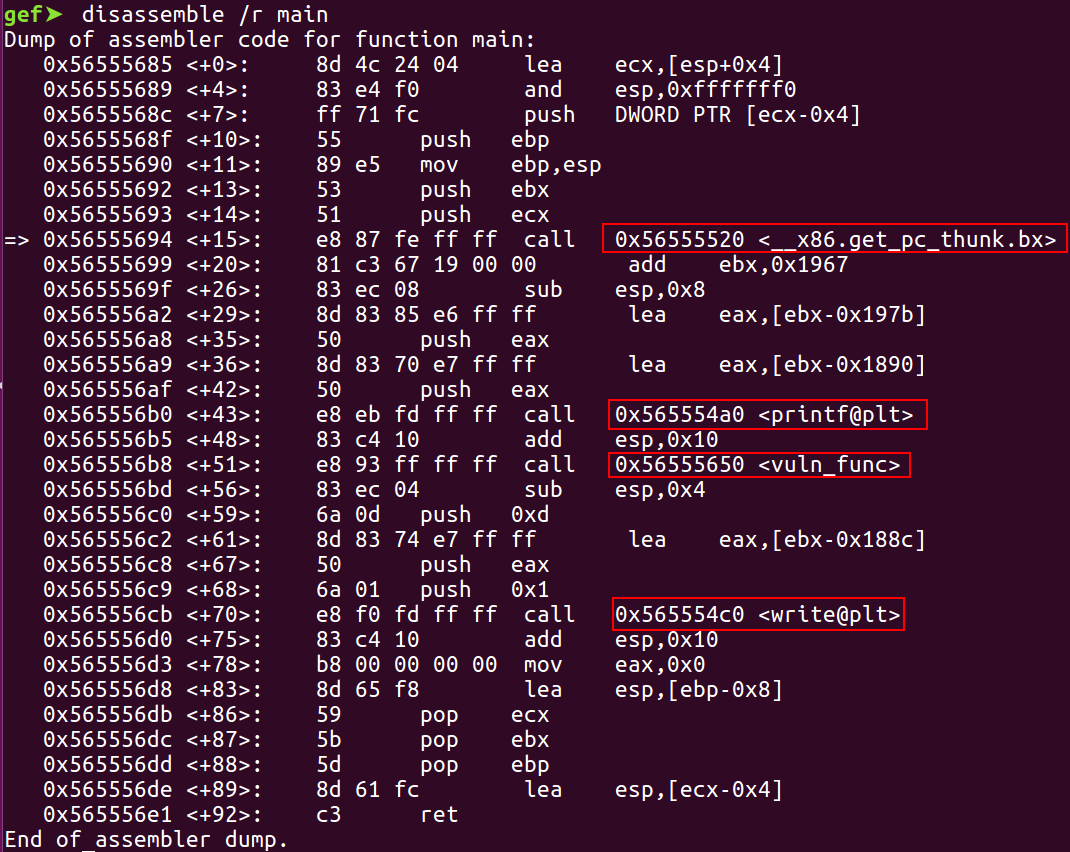 gef➤ disassemble /r main
Dump of assembler code for function main:
0x56555685 <+0>: 8d 4c 24 04 lea ecx,[esp+0x4]
0x56555689 <+4>: 83 e4 f0 and esp,0xfffffff0
0x5655568c <+7>: ff 71 fc push DWORD PTR [ecx-0x4]
0x5655568f <+10>: 55 push ebp
0x56555690 <+11>: 89 e5 mov ebp,esp
0x56555692 <+13>: 53 push ebx
0x56555693 <+14>: 51 push ecx
=> 0x56555694 <+15>: e8 87 fe ff ff call 0x56555520 <__x86.get_pc_thunk.bx>
0x56555699 <+20>: 81 c3 67 19 00 00 add ebx,0x1967
0x5655569f <+26>: 83 ec 08 sub esp,0x8
0x565556a2 <+29>: 8d 83 85 e6 ff ff lea eax,[ebx-0x197b]
0x565556a8 <+35>: 50 push eax
0x565556a9 <+36>: 8d 83 70 e7 ff ff lea eax,[ebx-0x1890]
0x565556af <+42>: 50 push eax
0x565556b0 <+43>: e8 eb fd ff ff call 0x565554a0 <printf@plt>
0x565556b5 <+48>: 83 c4 10 add esp,0x10
0x565556b8 <+51>: e8 93 ff ff ff call 0x56555650 <vuln_func>
0x565556bd <+56>: 83 ec 04 sub esp,0x4
0x565556c0 <+59>: 6a 0d push 0xd
0x565556c2 <+61>: 8d 83 74 e7 ff ff lea eax,[ebx-0x188c]
0x565556c8 <+67>: 50 push eax
0x565556c9 <+68>: 6a 01 push 0x1
0x565556cb <+70>: e8 f0 fd ff ff call 0x565554c0 <write@plt>
0x565556d0 <+75>: 83 c4 10 add esp,0x10
0x565556d3 <+78>: b8 00 00 00 00 mov eax,0x0
0x565556d8 <+83>: 8d 65 f8 lea esp,[ebp-0x8]
0x565556db <+86>: 59 pop ecx
0x565556dc <+87>: 5b pop ebx
0x565556dd <+88>: 5d pop ebp
0x565556de <+89>: 8d 61 fc lea esp,[ecx-0x4]
0x565556e1 <+92>: c3 ret
End of assembler dump.